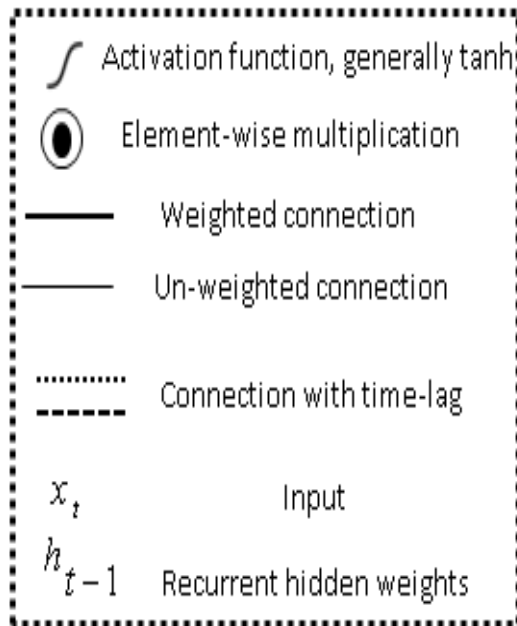 Activation function, generally tanh
Element-wise multiplication
Weighted connection
Un-weighted connection
Connection with time-lag
x_t Input
h_{t-1} Recurrent hidden weights